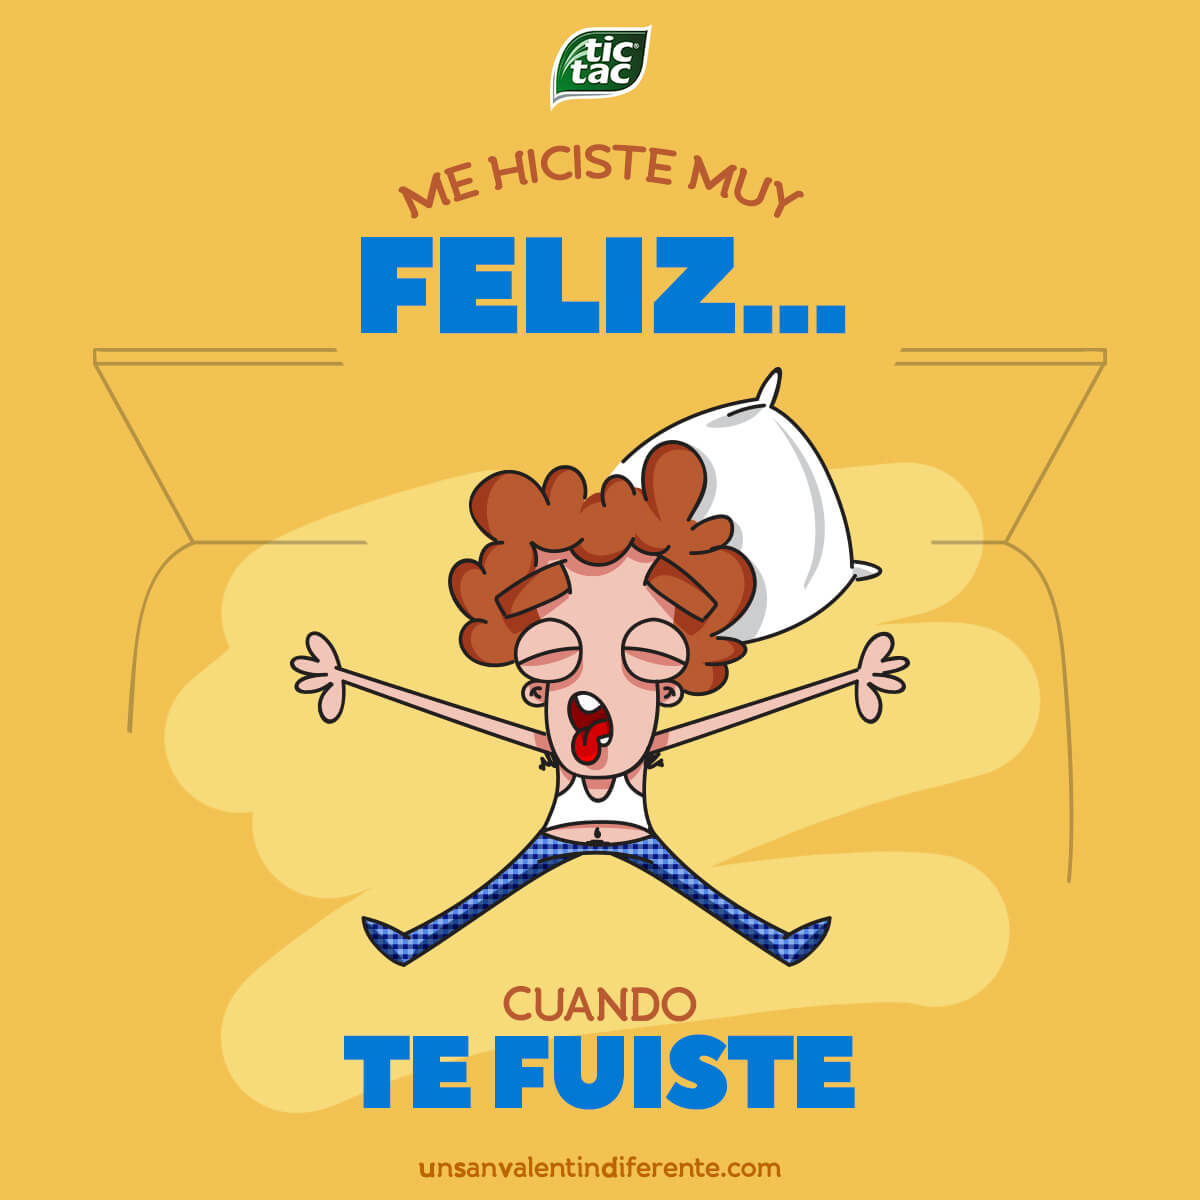 tic
tac
ME HICISTE MUY
FELIZ...
CUANDO
TE FUISTE
unsanvalentindiferente.com